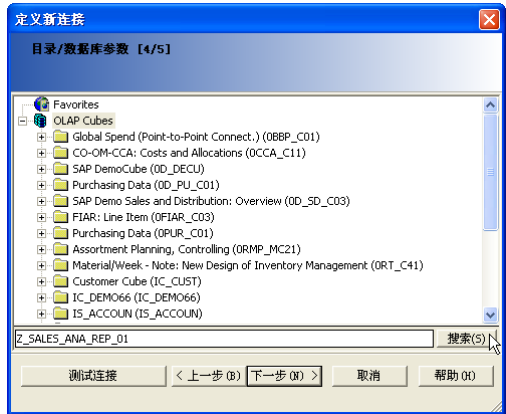 定义新连接
目录/数据库参数 [4/5]
Favorites
OLAP Cubes
Global Spend (Point-to-Point Connect.) (0BBP_C01)
CO-OM-CCA: Costs and Allocations (0CCA_C11)
SAP DemoCube (0D_DECU)
Purchasing Data (0D_PU_C01)
SAP Demo Sales and Distribution: Overview (0D_SD_C03)
FIAR: Line Item (0FIAR_C03)
Purchasing Data (0PUR_C01)
Assortment Planning, Controlling (0RMP_MC21)
Material/Week - Note: New Design of Inventory Management (0RT_C41)
Customer Cube (IC_CUST)
IC_DEMO66 (IC_DEMO66)
IS_ACCOUN (IS_ACCOUN)
Z_SALES_ANA_REP_01 搜索(S)
测试连接 < 上一步(B) 下一步(N) > 取消 帮助(H)